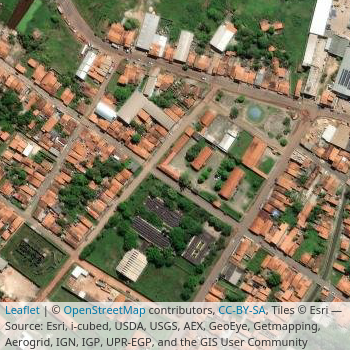 Leaflet | © OpenStreetMap contributors, CC-BY-SA, Tiles © Esri —
Source: Esri, i-cubed, USDA, USGS, AEX, GeoEye, Getmapping,
Aerogrid, IGN, IGP, UPR-EGP, and the GIS User Community